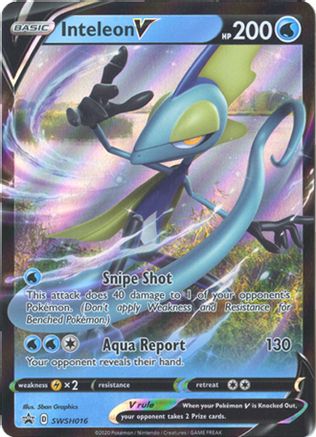 BASIC
Inteleon V
HP 200
Snipe Shot
This attack does 40 damage to 1 of your opponent's
Pokémon. (Don't apply Weakness and Resistance for
Benched Pokémon.)
Aqua Report 130
Your opponent reveals their hand.
weakness ×2 resistance retreat
V rule
When your Pokémon V is Knocked Out,
your opponent takes 2 Prize cards.
Illus. 5ban Graphics
D SWSH016
©2020 Pokémon / Nintendo / Creatures / GAME FREAK